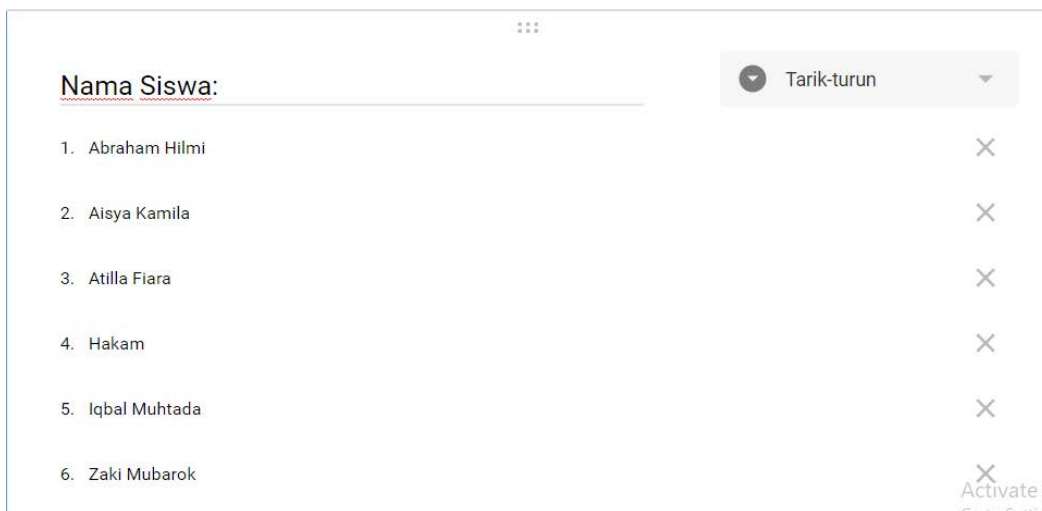 Nama Siswa:
Tarik-turun
1. Abraham Hilmi
2. Aisya Kamila
3. Atilla Fiara
4. Hakam
5. Iqbal Muhtada
6. Zaki Mubarok
Activate